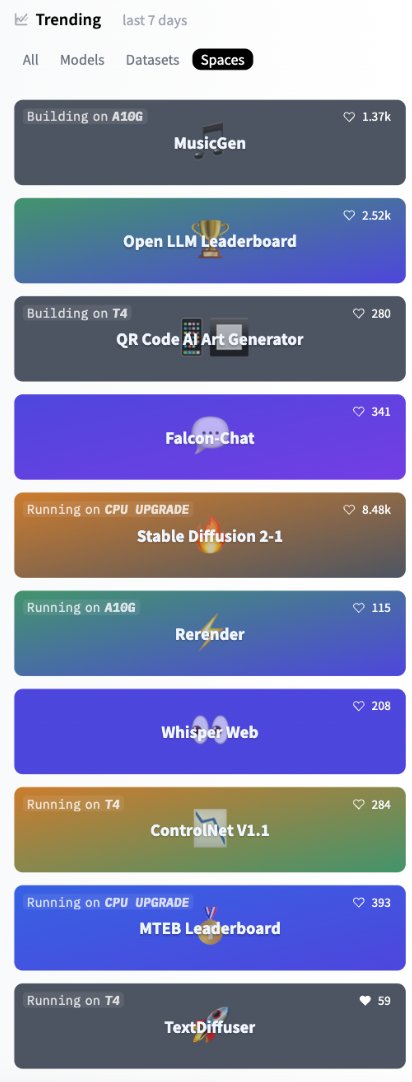 Trending last 7 days
All Models Datasets Spaces
Building on A10G 1.37k
MusicGen
2.52k
Open LLM Leaderboard
Building on T4 280
QR Code AI Art Generator
341
Falcon-Chat
Running on CPU UPGRADE 8.48k
Stable Diffusion 2-1
Running on A10G 115
Rerender
208
Whisper Web
Running on T4 284
ControlNet V1.1
Running on CPU UPGRADE 393
MTEB Leaderboard
Running on T4 59
TextDiffuser